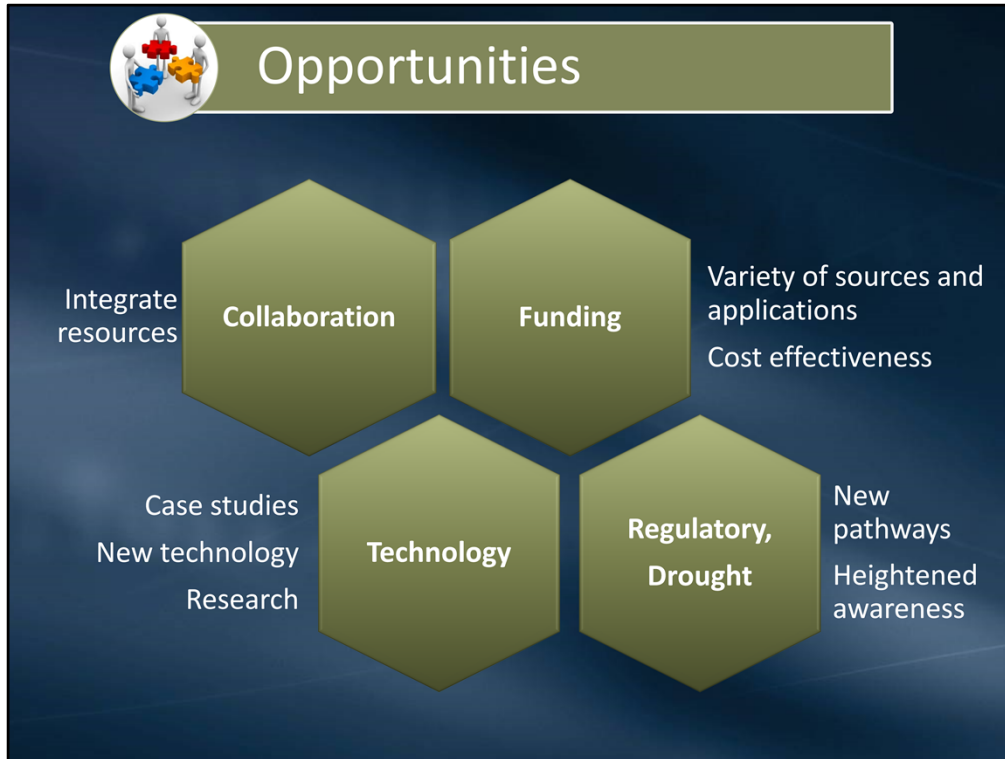 Opportunities
Integrate
resources
Collaboration
Funding
Variety of sources and
applications
Cost effectiveness
Case studies
New technology
Research
Technology
Regulatory,
Drought
New
pathways
Heightened
awareness